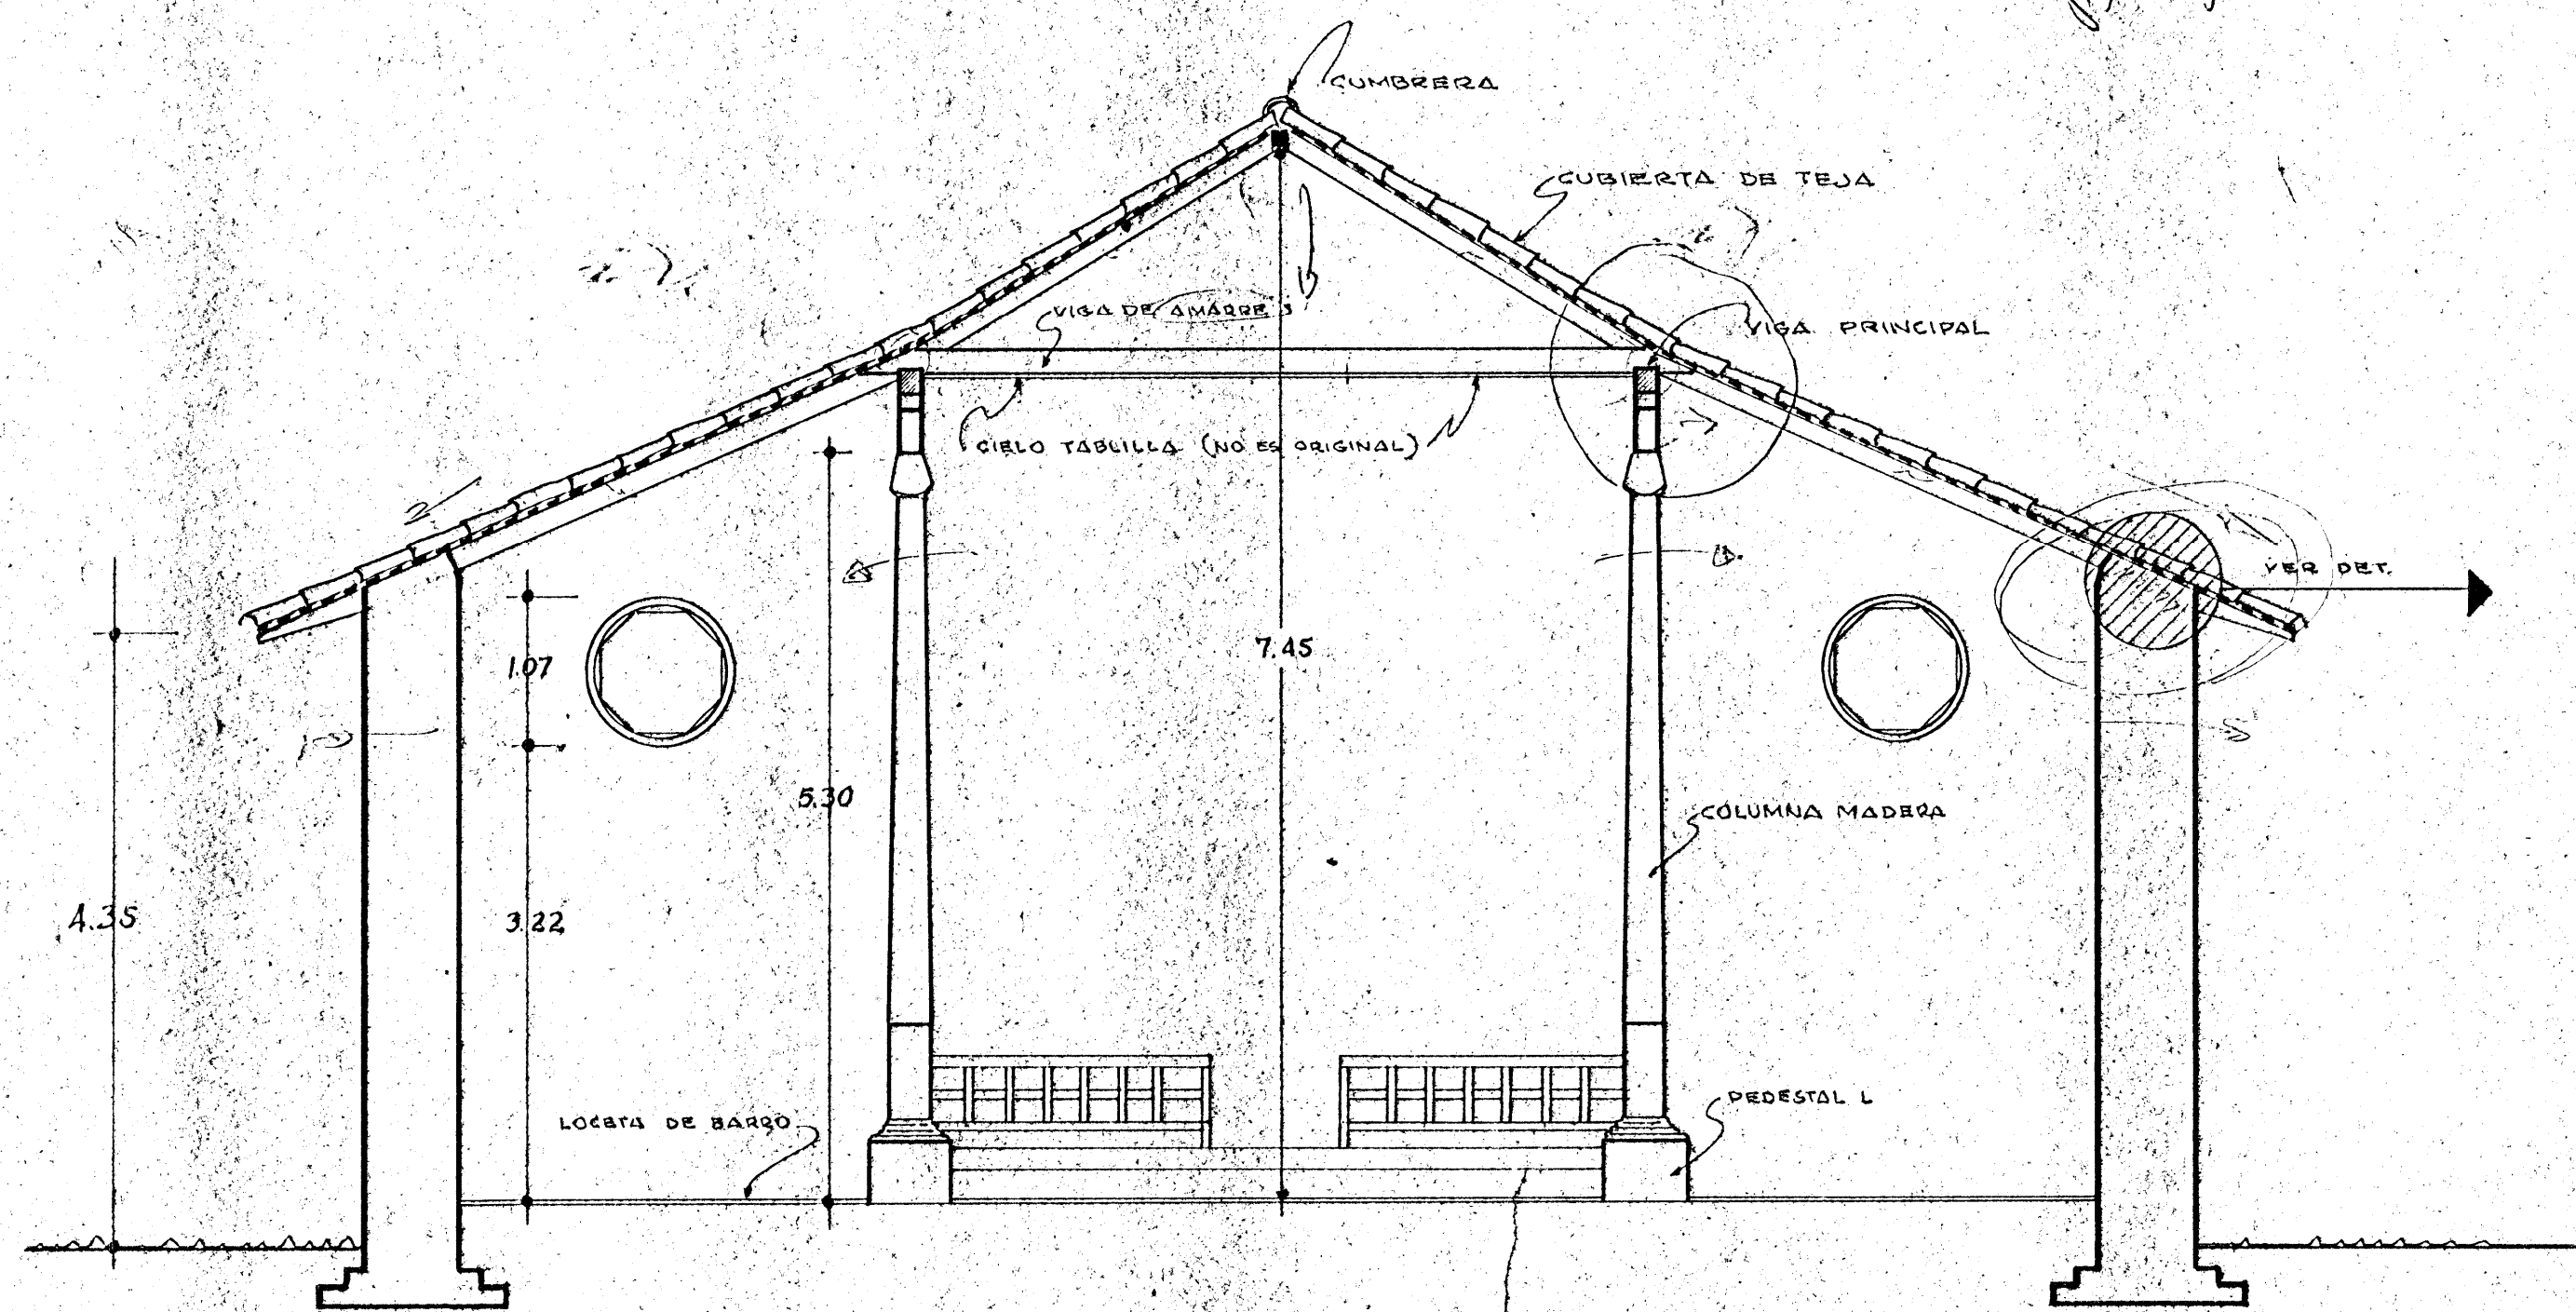 CUMBRERA
CUBIERTA DE TEJA
VIGA DE AMARRE
VIGA PRINCIPAL
CIELO TABLILLA (NO ES ORIGINAL)
VER DET.
1.07
7.45
5.30
COLUMNA MADERA
4.35
3.22
LOCETA DE BARRO
PEDESTAL L